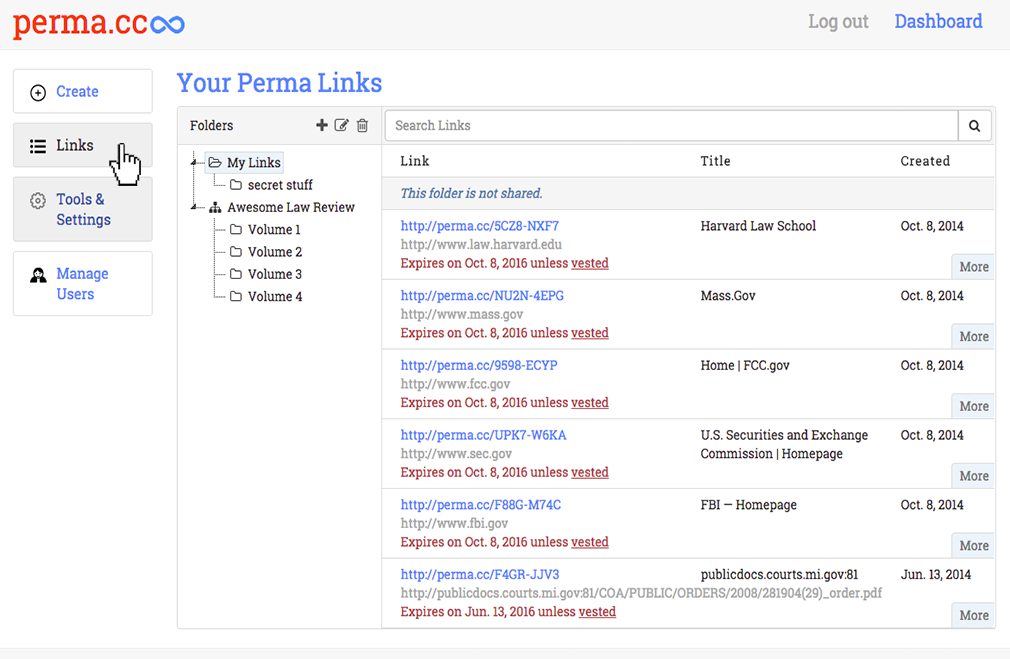 perma.cc
Log out
Dashboard
Create
Links
Tools &
Settings
Manage
Users
Your Perma Links
Folders
My Links
secret stuff
Awesome Law Review
Volume 1
Volume 2
Volume 3
Volume 4
Search Links
Link Title Created
This folder is not shared.
http://perma.cc/5CZ8-NXF7 Harvard Law School Oct. 8, 2014
http://www.law.harvard.edu
Expires on Oct. 8, 2016 unless vested
More
http://perma.cc/NU2N-4EPG Mass.Gov Oct. 8, 2014
http://www.mass.gov
Expires on Oct. 8, 2016 unless vested
More
http://perma.cc/9598-ECYP Home | FCC.gov Oct. 8, 2014
http://www.fcc.gov
Expires on Oct. 8, 2016 unless vested
More
http://perma.cc/UPK7-W6KA U.S. Securities and Exchange Oct. 8, 2014
http://www.sec.gov Commission | Homepage
Expires on Oct. 8, 2016 unless vested
More
http://perma.cc/F88G-M74C FBI — Homepage Oct. 8, 2014
http://www.fbi.gov
Expires on Oct. 8, 2016 unless vested
More
http://perma.cc/F4GR-JJV3 publicdocs.courts.mi.gov:81 Jun. 13, 2014
http://publicdocs.courts.mi.gov:81/COA/PUBLIC/ORDERS/2008/281904(29)_order.pdf
Expires on Jun. 13, 2016 unless vested
More